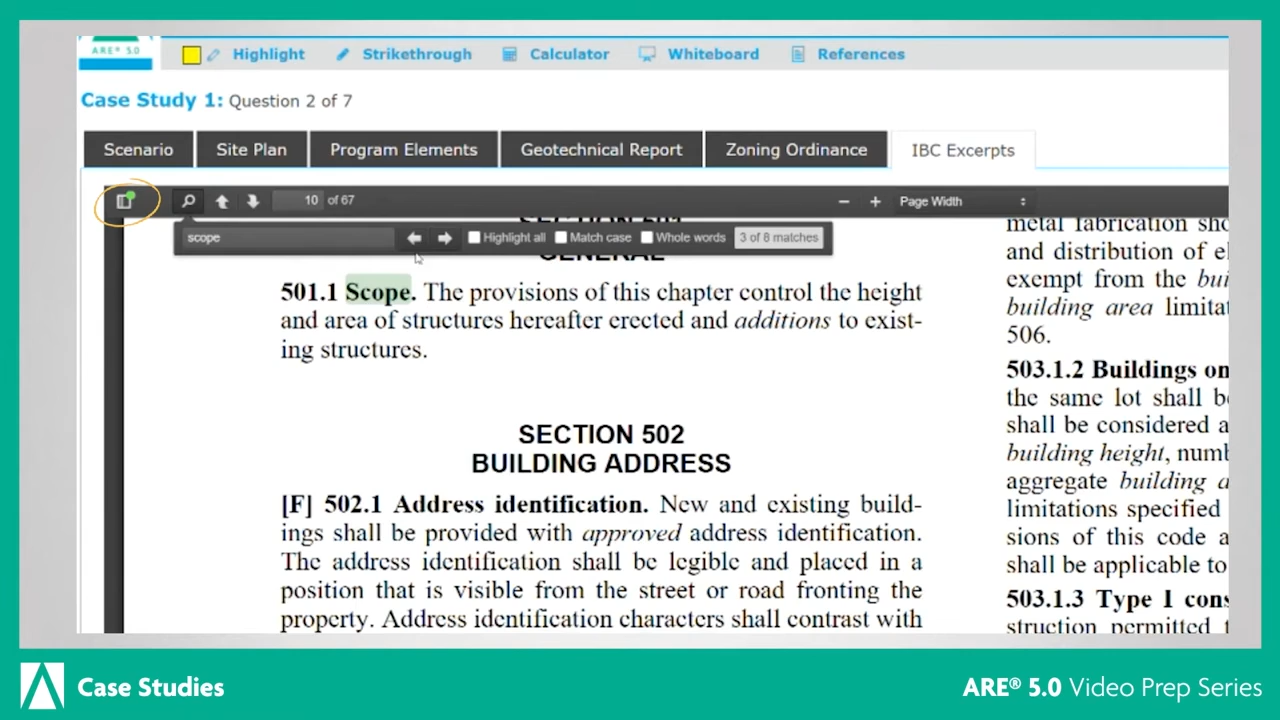 ARE® 5.0
Highlight
Strikethrough
Calculator
Whiteboard
References
Case Study 1: Question 2 of 7
Scenario
Site Plan
Program Elements
Geotechnical Report
Zoning Ordinance
IBC Excerpts
10 of 67
Page Width
scope
Highlight all
Match case
Whole words
3 of 8 matches
GENERAL
501.1 Scope. The provisions of this chapter control the height
and area of structures hereafter erected and additions to exist-
ing structures.
SECTION 502
BUILDING ADDRESS
[F] 502.1 Address identification. New and existing build-
ings shall be provided with approved address identification.
The address identification shall be legible and placed in a
position that is visible from the street or road fronting the
property. Address identification characters shall contrast with
metal fabrication sho
and distribution of el
exempt from the bui
building area limitat
506.
503.1.2 Buildings on
the same lot shall be
shall be considered a
building height, numb
aggregate building a
limitations specified
sions of this code a
shall be applicable to
503.1.3 Type I cons
struction permitted t
Case Studies
ARE® 5.0 Video Prep Series